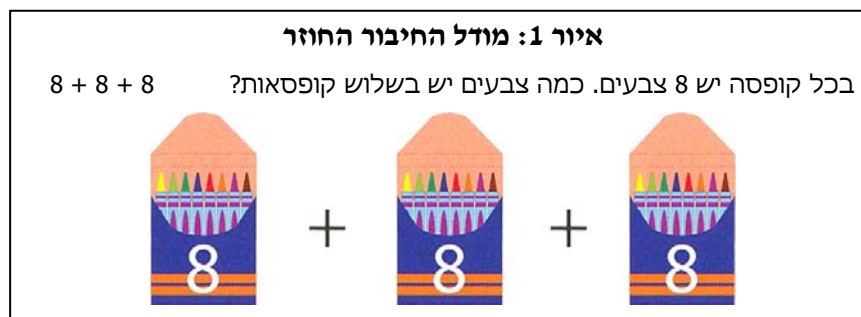 איור 1: מודל החיבור החוזר
בכל קופסה יש 8 צבעים. כמה צבעים יש בשלוש קופסאות? 8 + 8 + 8
8 + 8 + 8